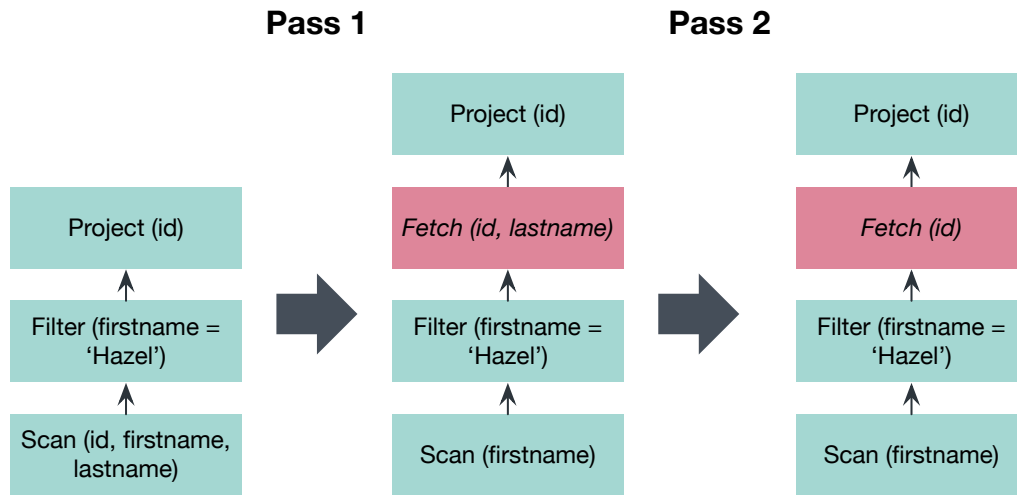 Pass 1
Pass 2
Project (id)
Filter (firstname =
‘Hazel’)
Scan (id, firstname,
lastname)
Project (id)
Fetch (id, lastname)
Filter (firstname =
‘Hazel’)
Scan (firstname)
Project (id)
Fetch (id)
Filter (firstname =
‘Hazel’)
Scan (firstname)